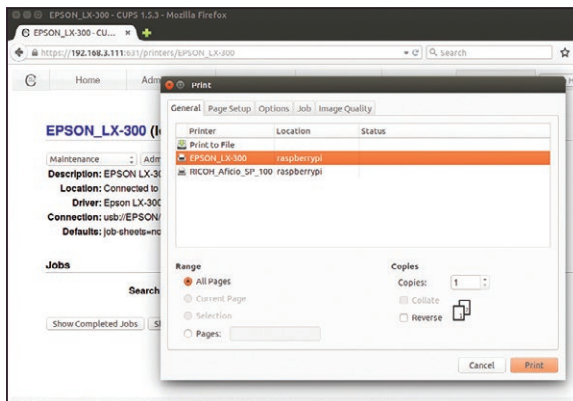 EPSON_LX-300 - CUPS 1.5.3 - Mozilla Firefox
EPSON_LX-300 - CU...
https://192.168.3.111:631/printers/EPSON_LX-300
Search
Home
Adm
Print
General Page Setup Options Job Image Quality
EPSON_LX-300 (I
Printer Location Status
Print to File
EPSON_LX-300 raspberrypi
RICOH_Aficio_SP_100 raspberrypi
Maintenance
Adm
Description: EPSON LX-30
Location: Connected to
Driver: Epson LX-300
Connection: usb://EPSON/
Defaults: job-sheets=no
Jobs
Search
Show Completed Jobs
Range
All Pages
Current Page
Selection
Pages:
Copies
Copies: 1
Collate
Reverse
Cancel Print